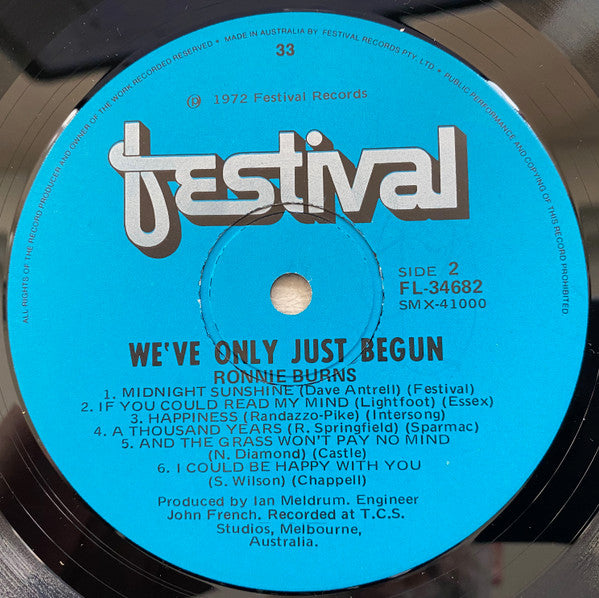 ALL RIGHTS OF THE RECORD PRODUCER AND OWNER OF THE WORK RECORDED RESERVED • MADE IN AUSTRALIA BY FESTIVAL RECORDS PTY. LTD. • PUBLIC PERFORMANCE AND BROADCASTING OF THIS RECORD PROHIBITED
33
℗ 1972 Festival Records
festival
SIDE 2
FL-34682
SMX-41000
WE'VE ONLY JUST BEGUN
RONNIE BURNS
1. MIDNIGHT SUNSHINE (Dave Antrell) (Festival)
2. IF YOU COULD READ MY MIND (Lightfoot) (Essex)
3. HAPPINESS (Randazzo-Pike) (Intersong)
4. A THOUSAND YEARS (R. Springfield) (Sparmac)
5. AND THE GRASS WON'T PAY NO MIND
(N. Diamond) (Castle)
6. I COULD BE HAPPY WITH YOU
(S. Wilson) (Chappell)
Produced by Ian Meldrum. Engineer
John French. Recorded at T.C.S.
Studios, Melbourne,
Australia.